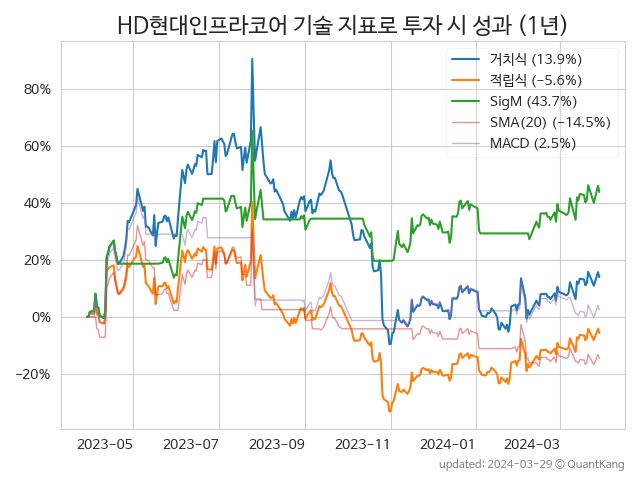 HD현대인프라코어 기술 지표로 투자 시 성과 (1년)
거치식 (13.9%)
적립식 (−5.6%)
SigM (43.7%)
SMA(20) (−14.5%)
MACD (2.5%)
80%
60%
40%
20%
0%
−20%
2023−05 2023−07 2023−09 2023−11 2024−01 2024−03
updated: 2024−03−29 © QuantKang